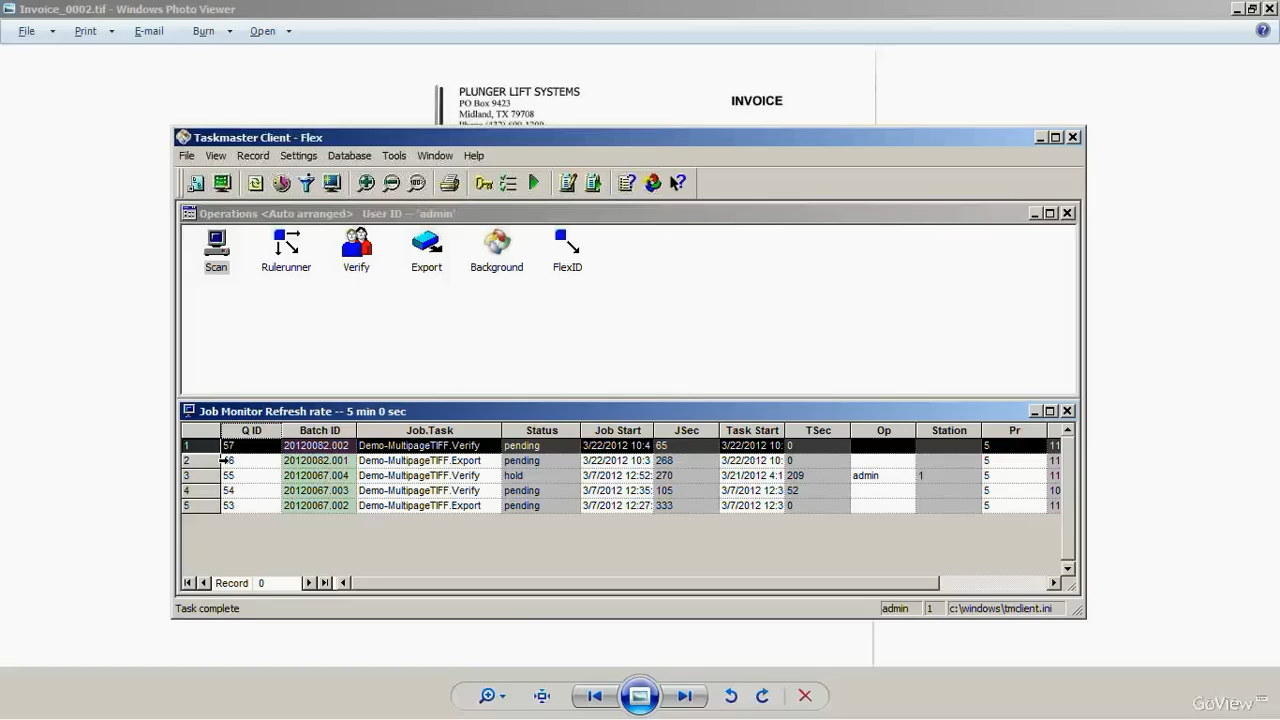 Invoice_0002.tif - Windows Photo Viewer
File Print E-mail Burn Open
PLUNGER LIFT SYSTEMS
PO Box 9423
Midland, TX 79708
INVOICE
Taskmaster Client - Flex
File View Record Settings Database Tools Window Help
Operations <Auto arranged> User ID -- 'admin'
Scan Rulerunner Verify Export Background FlexID
Job Monitor Refresh rate -- 5 min 0 sec
Q ID Batch ID Job.Task Status Job Start JSec Task Start TSec Op Station Pr
1 57 20120082.002 Demo-MultipageTIFF.Verify pending 3/22/2012 10:4 65 3/22/2012 10: 0 5 11
2 20120082.001 Demo-MultipageTIFF.Export pending 3/22/2012 10:3 268 3/22/2012 10: 0 5 11
3 55 20120067.004 Demo-MultipageTIFF.Verify hold 3/7/2012 12:52: 270 3/21/2012 4:1 209 admin 1 5 11
4 54 20120067.003 Demo-MultipageTIFF.Verify pending 3/7/2012 12:35: 105 3/7/2012 12:3 52 5 10
5 53 20120067.002 Demo-MultipageTIFF.Export pending 3/7/2012 12:27: 333 3/7/2012 12:3 0 5 11
Record 0
Task complete admin 1 c:\windows\tmclient.ini
GoView